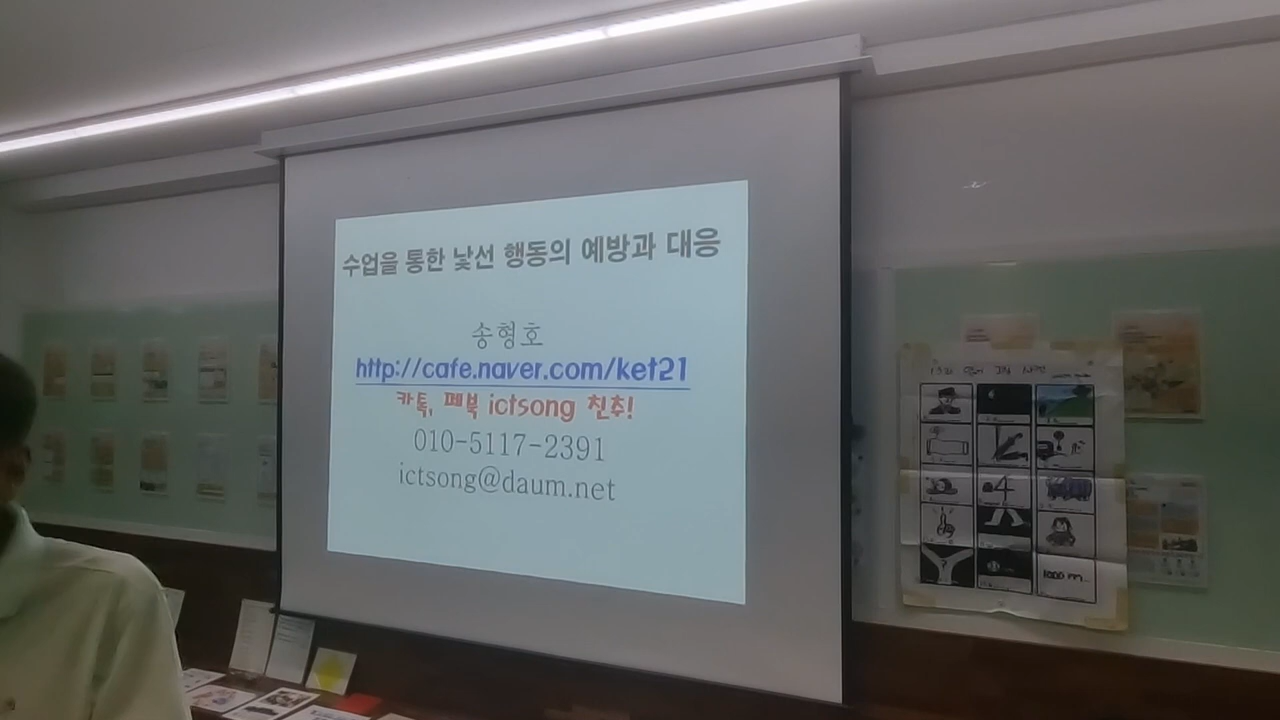 수업을 통한 낯선 행동의 예방과 대응
송형호
http://cafe.naver.com/ket21
카톡, 페북 ictsong 친추!
010-5117-2391
ictsong@daum.net
1000 m...